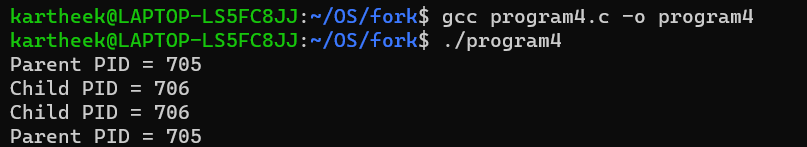 kartheek@LAPTOP-LS5FC8JJ:~/OS/fork$ gcc program4.c -o program4
kartheek@LAPTOP-LS5FC8JJ:~/OS/fork$ ./program4
Parent PID = 705
Child PID = 706
Child PID = 706
Parent PID = 705